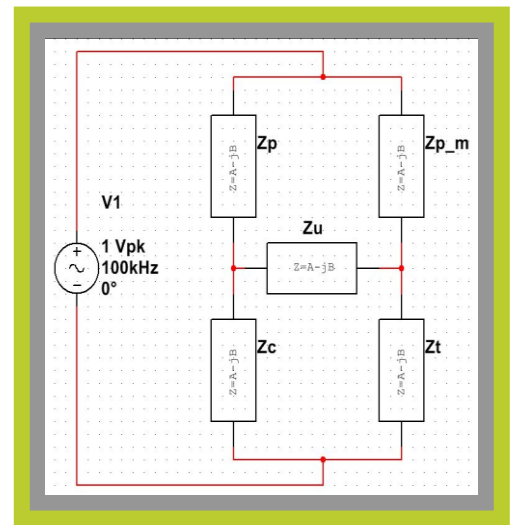 Zp
Z=A-jB
Zp_m
Z=A-jB
V1
1 Vpk
100kHz
0°
Zu
Z=A-jB
Zc
Z=A-jB
Zt
Z=A-jB